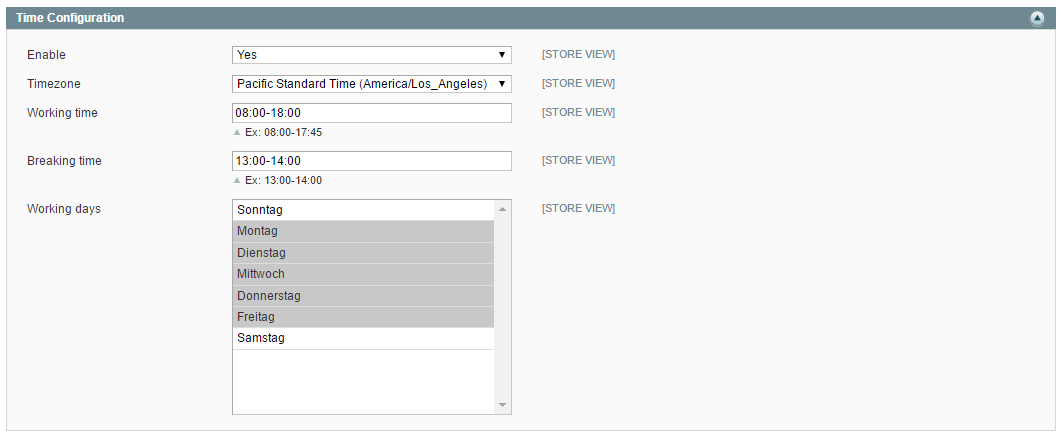 Time Configuration
Enable Yes [STORE VIEW]
Timezone Pacific Standard Time (America/Los_Angeles) [STORE VIEW]
Working time 08:00-18:00 [STORE VIEW]
Ex: 08:00-17:45
Breaking time 13:00-14:00 [STORE VIEW]
Ex: 13:00-14:00
Working days Sonntag [STORE VIEW]
Montag
Dienstag
Mittwoch
Donnerstag
Freitag
Samstag